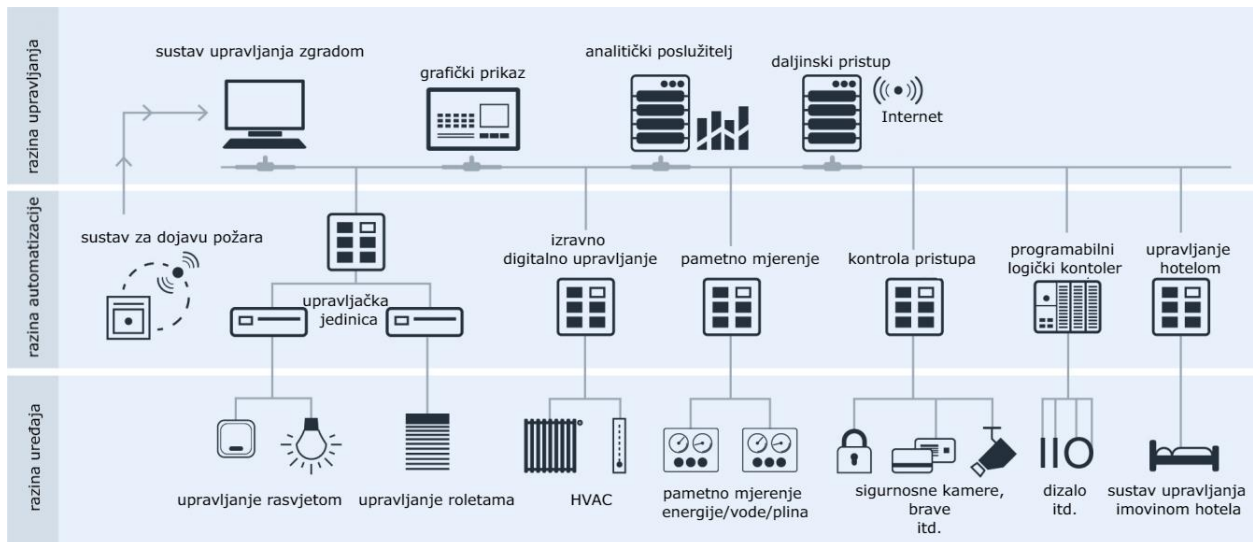 razina upravljanja
sustav upravljanja zgradom
grafički prikaz
analitički poslužitelj
daljinski pristup
Internet
razina automatizacije
sustav za dojavu požara
upravljačka
jedinica
izravno
digitalno upravljanje
pametno mjerenje
kontrola pristupa
programabilni
logički kontoler
upravljanje
hotelom
razina uređaja
upravljanje rasvjetom
upravljanje roletama
HVAC
pametno mjerenje
energije/vode/plina
sigurnosne kamere,
brave
itd.
dizalo
itd.
sustav upravljanja
imovinom hotela